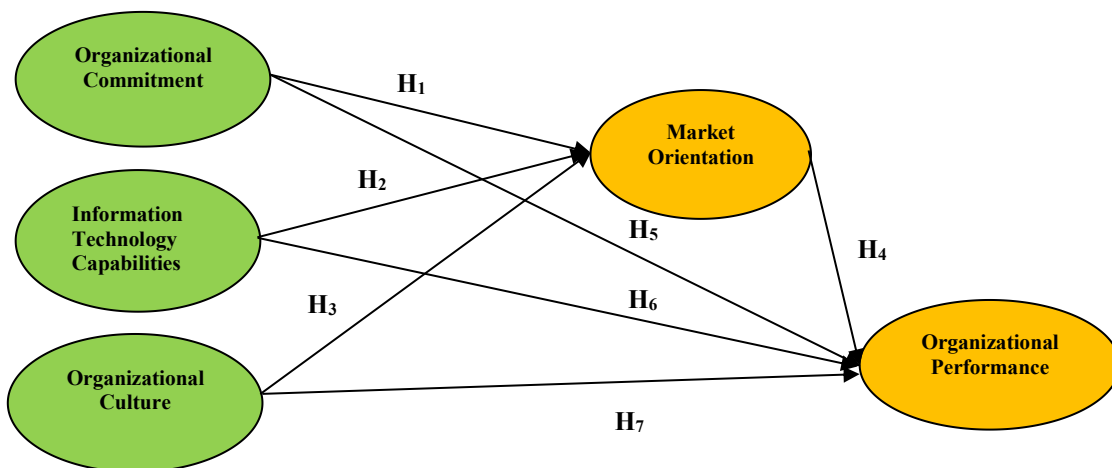 Organizational
Commitment
H₁
Market
Orientation
H₂
Information
Technology
Capabilities
H₅
H₄
H₃
H₆
Organizational
Performance
Organizational
Culture
H₇